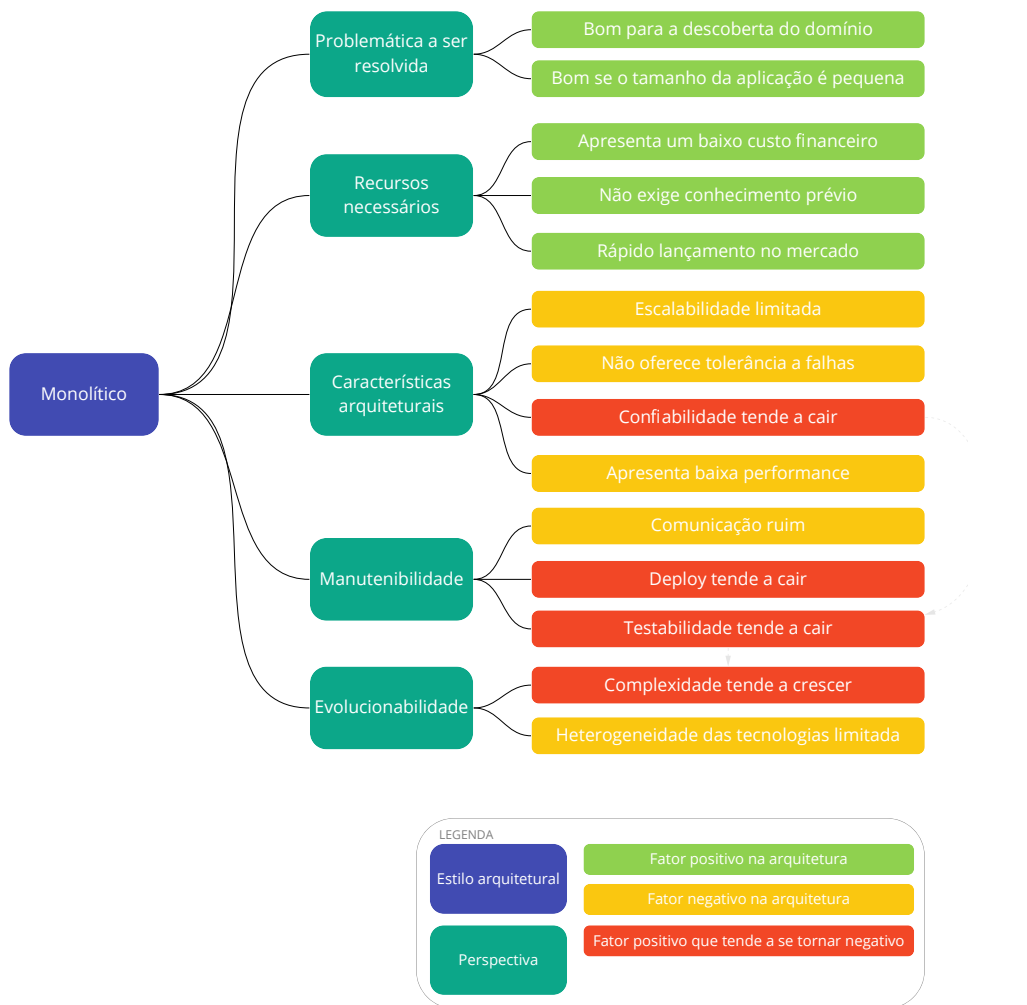 Problemática a ser
resolvida
Bom para a descoberta do domínio
Bom se o tamanho da aplicação é pequena
Recursos
necessários
Apresenta um baixo custo financeiro
Não exige conhecimento prévio
Rápido lançamento no mercado
Monolítico
Características
arquiteturais
Escalabilidade limitada
Não oferece tolerância a falhas
Confiabilidade tende a cair
Apresenta baixa performance
Manutenibilidade
Comunicação ruim
Deploy tende a cair
Testabilidade tende a cair
Evolucionabilidade
Complexidade tende a crescer
Heterogeneidade das tecnologias limitada
LEGENDA
Estilo arquitetural
Perspectiva
Fator positivo na arquitetura
Fator negativo na arquitetura
Fator positivo que tende a se tornar negativo